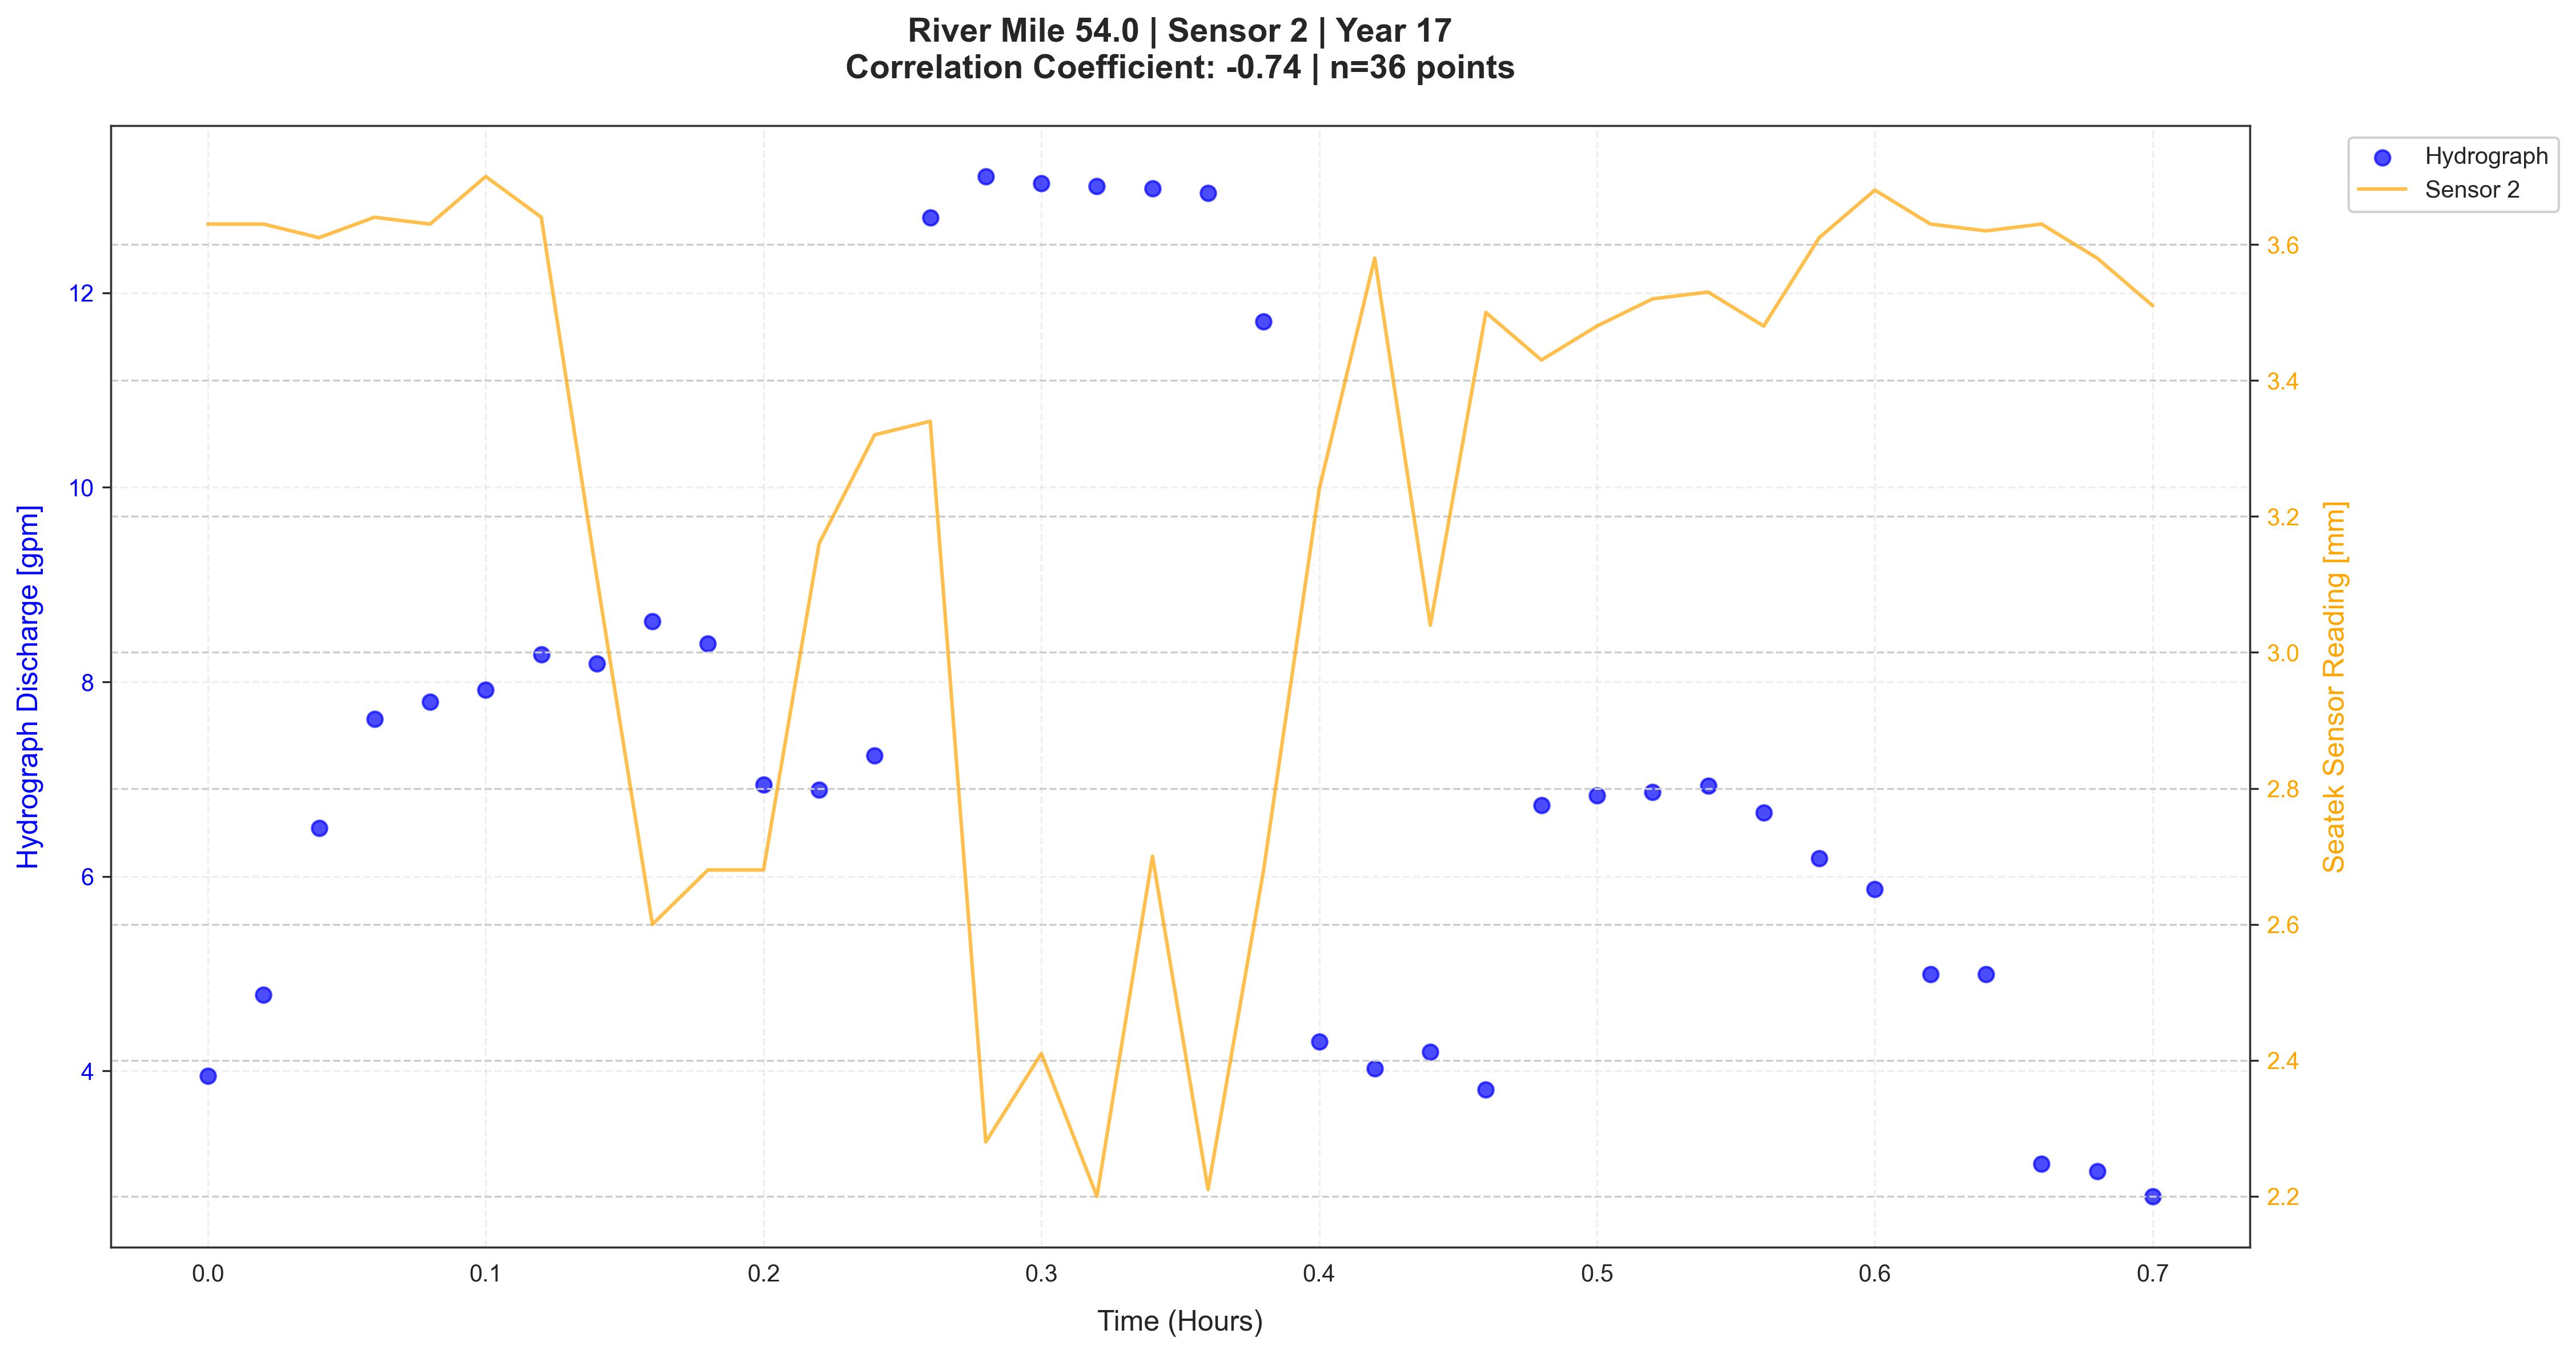 River Mile 54.0 | Sensor 2 | Year 17
Correlation Coefficient: -0.74 | n=36 points
Hydrograph
Sensor 2
Hydrograph Discharge [gpm]
12
10
8
6
4
3.6
3.4
3.2
3.0
2.8
2.6
2.4
2.2
Seatek Sensor Reading [mm]
0.0 0.1 0.2 0.3 0.4 0.5 0.6 0.7
Time (Hours)